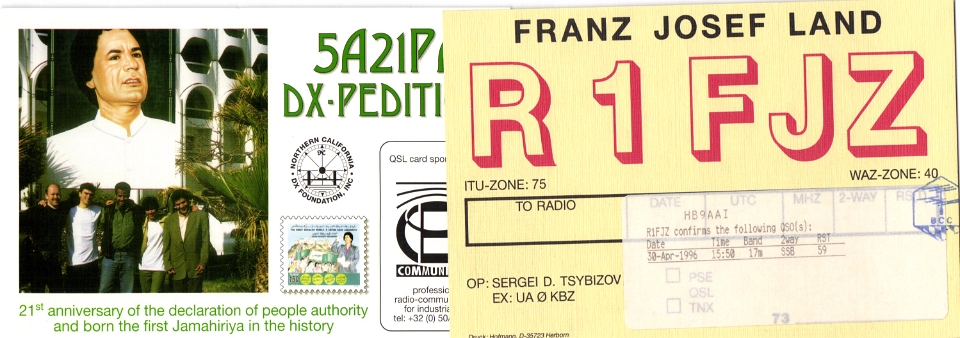 5A21P
DX-PEDITI
NORTHERN CALIFORNIA
DX FOUNDATION, INC
QSL card spo
COMMUN
professio
radio-commu
for industria
tel: +32 (0) 50/
21st anniversary of the declaration of people authority
and born the first Jamahiriya in the history
FRANZ JOSEF LAND
R1FJZ
ITU-ZONE: 75
WAZ-ZONE: 40
TO RADIO
DATE UTC MHZ 2-WAY RS
HB9AAI
R1FJZ confirms the following QSO(s):
Date Time Band 2way RST
30-Apr-1996 15:50 17m SSB 59
BCC
OP: SERGEI D. TSYBIZOV
EX: UA Ø KBZ
PSE
QSL
TNX
73
Druck: Hofmann, D-35723 Herborn